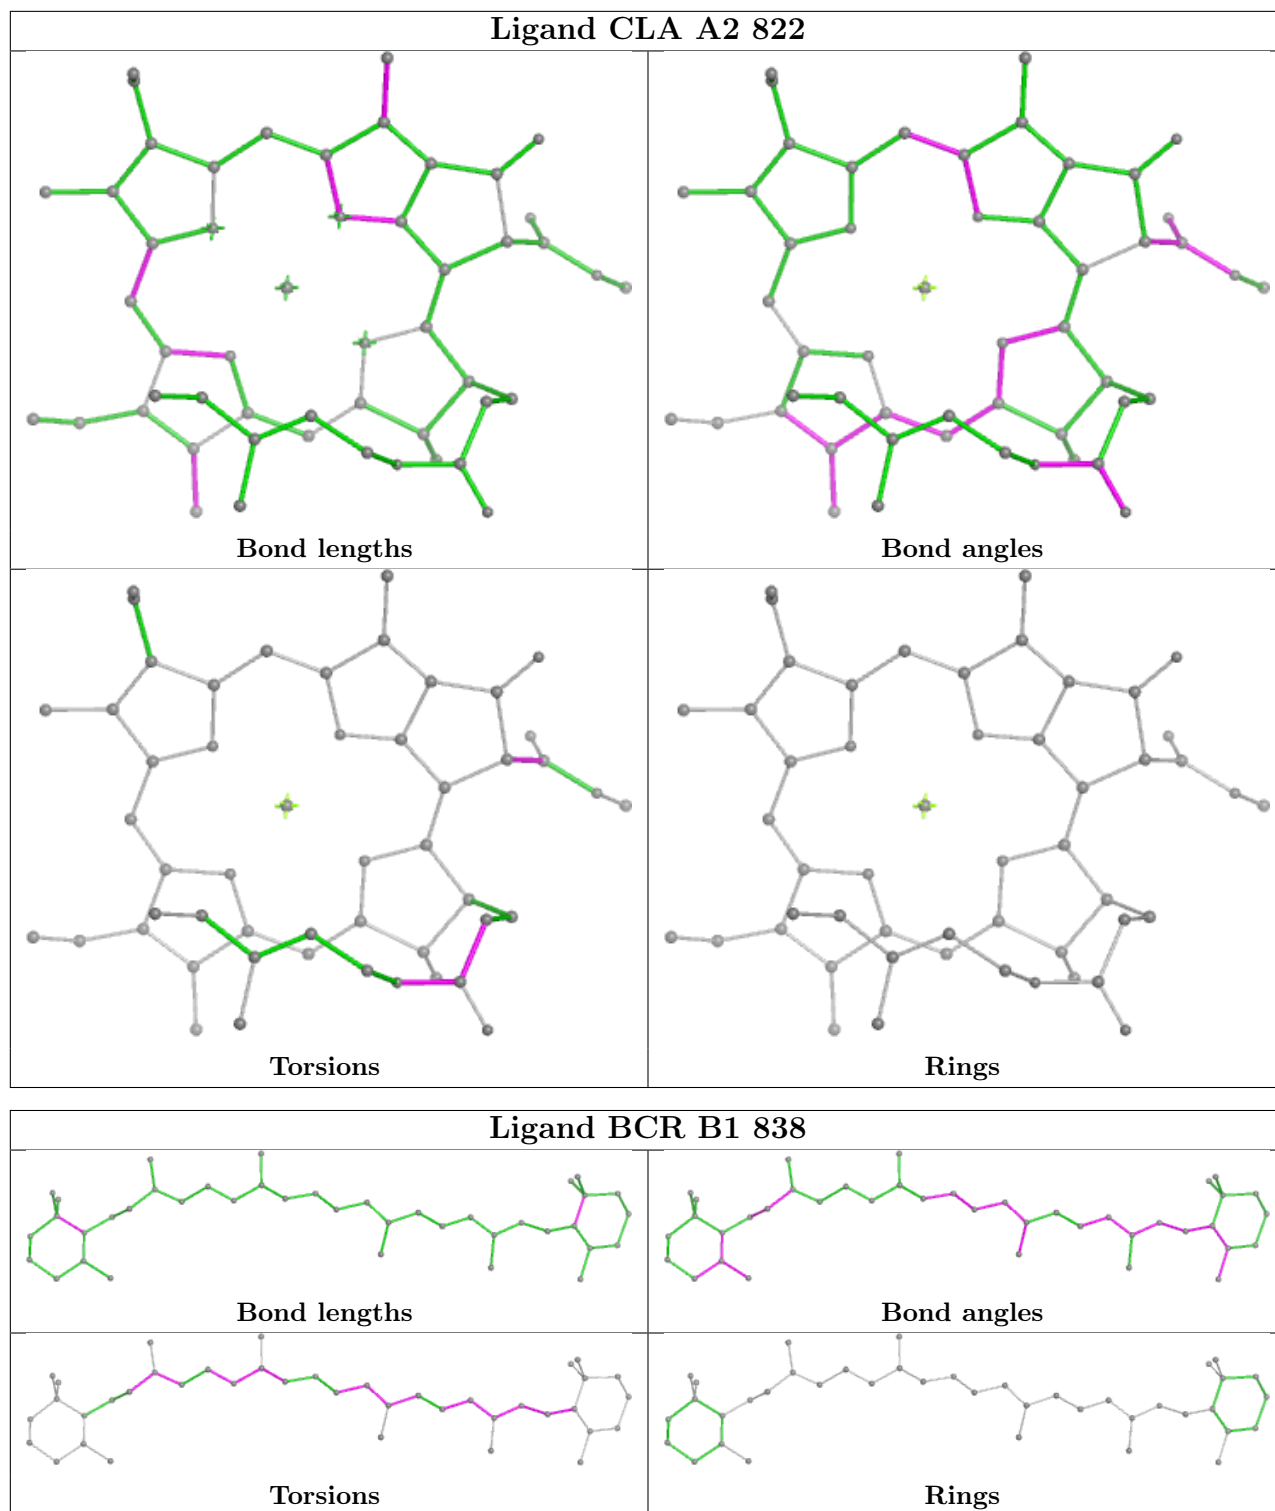 Ligand CLA A2 822
Bond lengths
Bond angles
Torsions
Rings
Ligand BCR B1 838
Bond lengths
Bond angles
Torsions
Rings